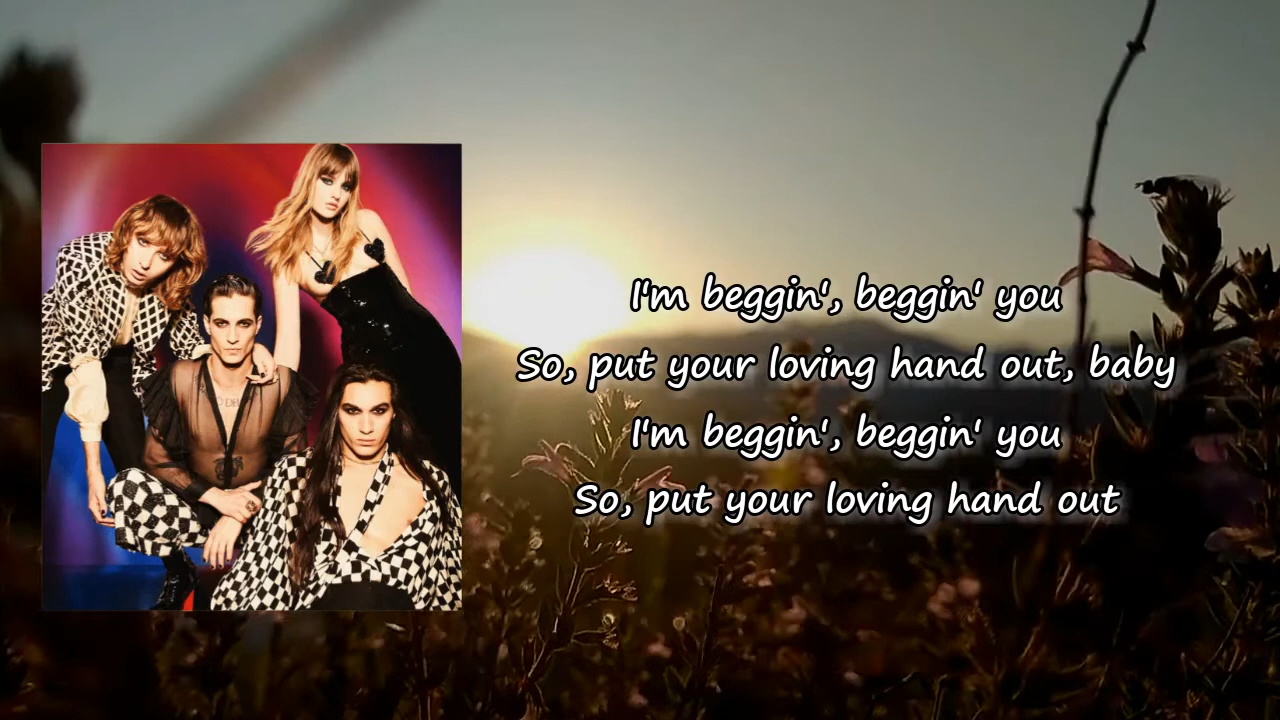 I'm beggin', beggin' you
So, put your loving hand out, baby
I'm beggin', beggin' you
So, put your loving hand out